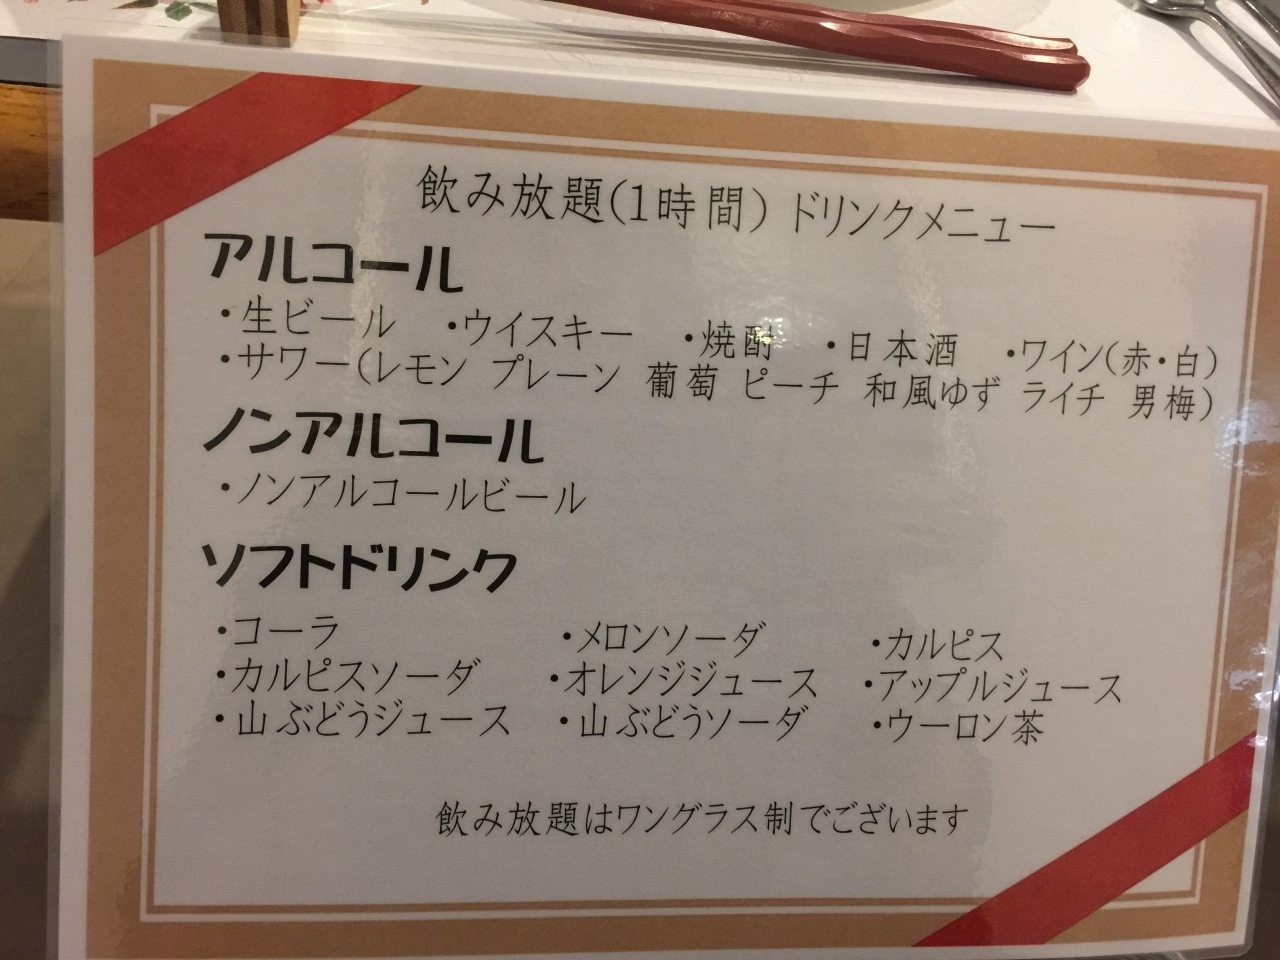 飲み放題(1時間) ドリンクメニュー
アルコール
・生ビール ・ウイスキー ・焼酎 ・日本酒 ・ワイン(赤・白)
・サワー(レモン プレーン 葡萄 ピーチ 和風ゆず ライチ 男梅)
ノンアルコール
・ノンアルコールビール
ソフトドリンク
・コーラ ・メロンソーダ ・カルピス
・カルピスソーダ ・オレンジジュース ・アップルジュース
・山ぶどうジュース ・山ぶどうソーダ ・ウーロン茶
飲み放題はワングラス制でございます